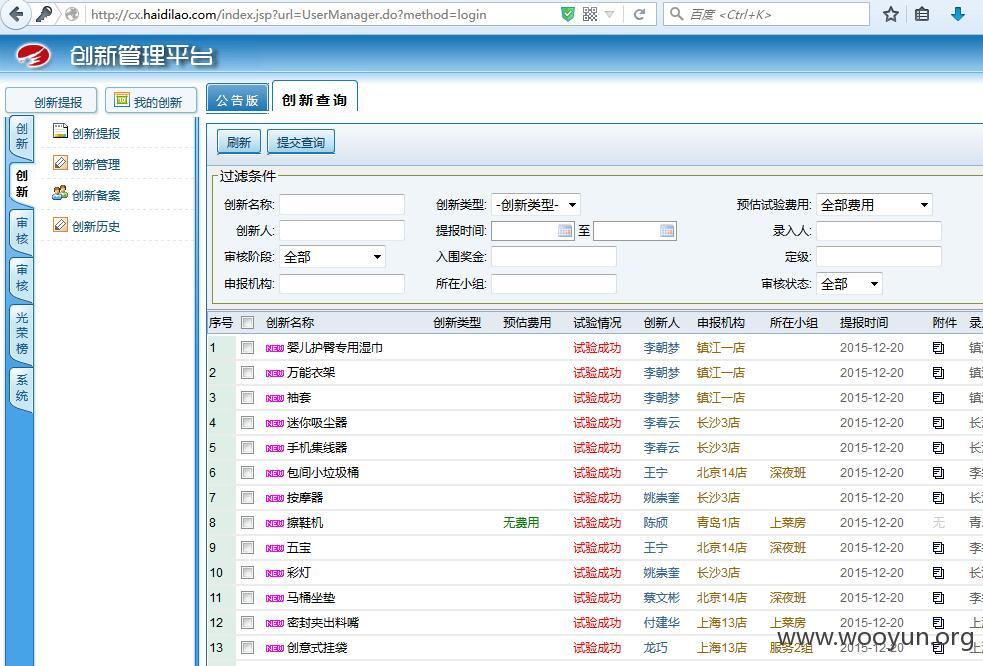 http://cx.haidilao.com/index.jsp?url=UserManager.do?method=login
百度 <Ctrl+K>
创新管理平台
创新提报 我的创新 公告版 创新查询
创新 创新 审核 审核 光荣榜 系统
创新提报
创新管理
创新备案
创新历史
刷新 提交查询
过滤条件
创新名称: 创新类型: -创新类型- 预估试验费用: 全部费用
创新人: 提报时间: 至 录入人:
审核阶段: 全部 入围奖金: 定级:
申报机构: 所在小组: 审核状态: 全部
序号 创新名称 创新类型 预估费用 试验情况 创新人 申报机构 所在小组 提报时间 附件 录
1 NEW 婴儿护臀专用湿巾 试验成功 李朝梦 镇江一店 2015-12-20 镇
2 NEW 万能衣架 试验成功 李朝梦 镇江一店 2015-12-20 镇
3 NEW 袖套 试验成功 李朝梦 镇江一店 2015-12-20 镇
4 NEW 迷你吸尘器 试验成功 李春云 长沙3店 2015-12-20 长
5 NEW 手机集线器 试验成功 李春云 长沙3店 2015-12-20 长
6 NEW 包间小垃圾桶 试验成功 王宁 北京14店 深夜班 2015-12-20 李
7 NEW 按摩器 试验成功 姚崇奎 长沙3店 2015-12-20 长
8 NEW 擦鞋机 无费用 试验成功 陈颀 青岛1店 上菜房 2015-12-20 无 青
9 NEW 五宝 试验成功 王宁 北京14店 深夜班 2015-12-20 李
10 NEW 彩灯 试验成功 姚崇奎 长沙3店 2015-12-20 长
11 NEW 马桶坐垫 试验成功 蔡文彬 北京14店 深夜班 2015-12-20 李
12 NEW 密封夹出料嘴 试验成功 付建华 上海13店 上菜房 2015-12-20 上
13 NEW 创意式挂袋 试验成功 龙巧 上海13店 服务2组 2015-12-20 上
www.wooyun.org